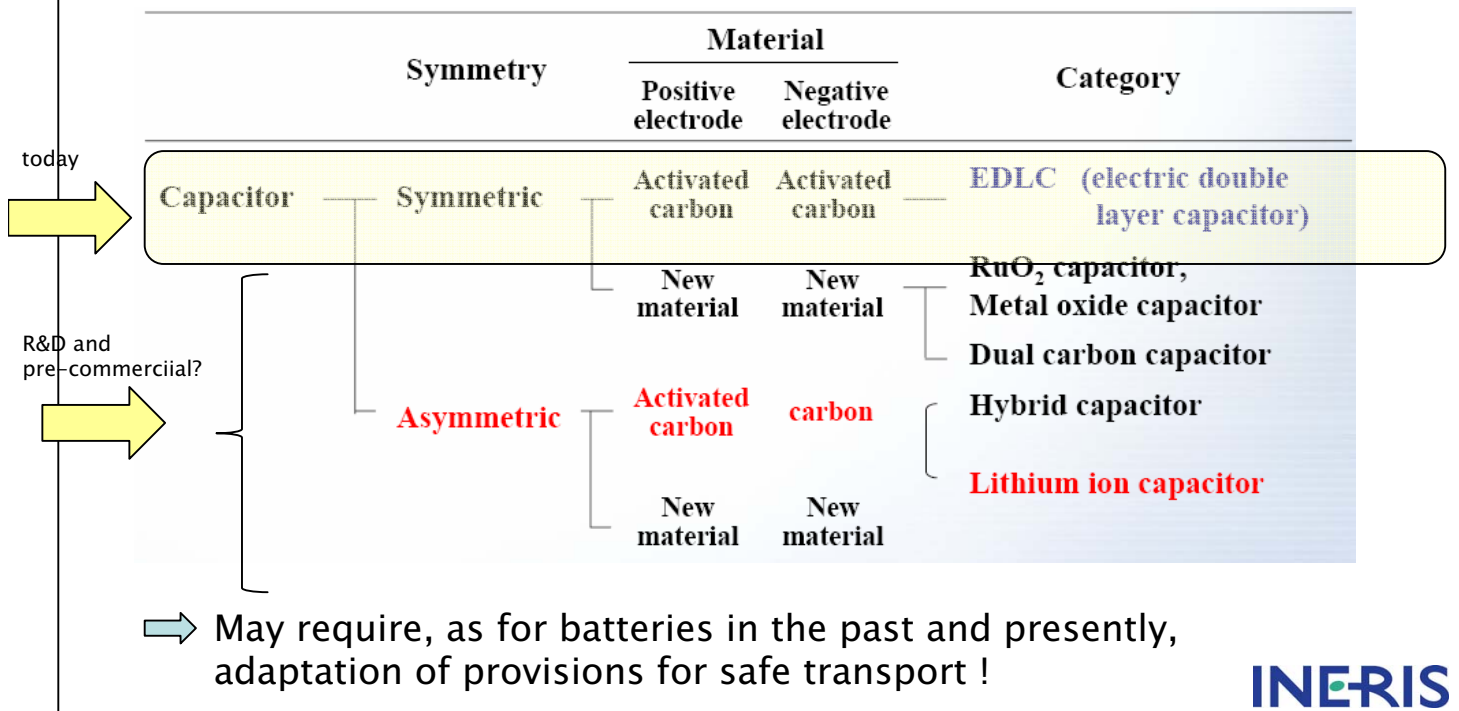 Symmetry
Material
Positive
electrode
Negative
electrode
Category
today
Capacitor
Symmetric
Activated
carbon
Activated
carbon
EDLC (electric double
layer capacitor)
New
material
New
material
RuO₂ capacitor,
Metal oxide capacitor
Dual carbon capacitor
R&D and
pre-commerciial?
Asymmetric
Activated
carbon
carbon
Hybrid capacitor
Lithium ion capacitor
New
material
New
material
May require, as for batteries in the past and presently,
adaptation of provisions for safe transport !
INERIS